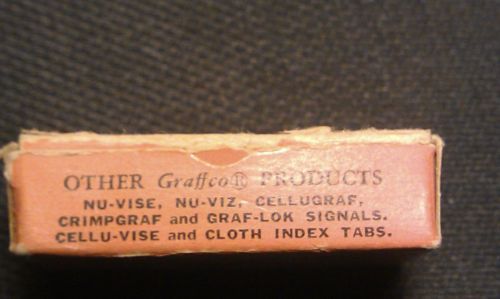 OTHER Graffco® PRODUCTS
NU-VISE, NU-VIZ, CELLUGRAF,
CRIMPGRAF and GRAF-LOK SIGNALS.
CELLU-VISE and CLOTH INDEX TABS.